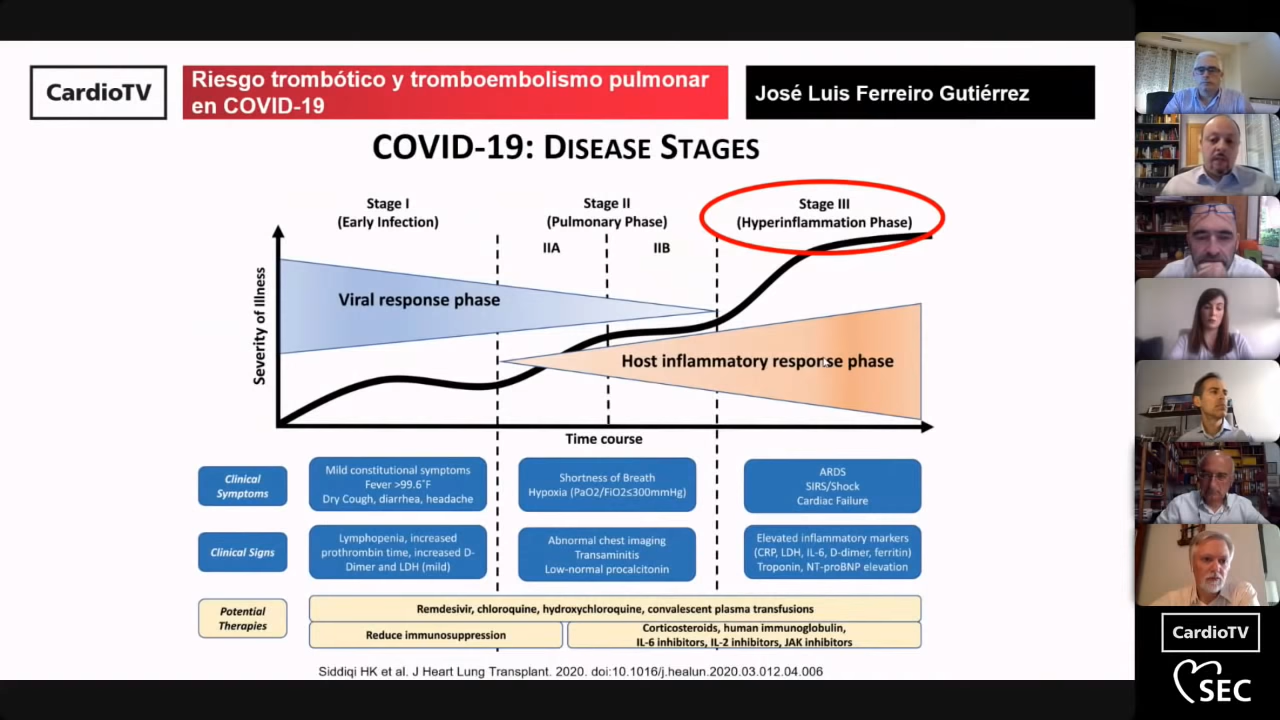 CardioTV
Riesgo trombótico y tromboembolismo pulmonar
en COVID-19
José Luis Ferreiro Gutiérrez
COVID-19: DISEASE STAGES
Stage I
(Early Infection)
Stage II
(Pulmonary Phase)
Stage III
(Hyperinflammation Phase)
IIA
IIB
Severity of Illness
Viral response phase
Host inflammatory response phase
Time course
Clinical
Symptoms
Mild constitutional symptoms
Fever >99.6°F
Dry Cough, diarrhea, headache
Shortness of Breath
Hypoxia (PaO2/FiO2≤300mmHg)
ARDS
SIRS/Shock
Cardiac Failure
Clinical Signs
Lymphopenia, increased
prothrombin time, increased D-
Dimer and LDH (mild)
Abnormal chest imaging
Transaminitis
Low-normal procalcitonin
Elevated inflammatory markers
(CRP, LDH, IL-6, D-dimer, ferritin)
Troponin, NT-proBNP elevation
Potential
Therapies
Remdesivir, chloroquine, hydroxychloroquine, convalescent plasma transfusions
Reduce immunosuppression
Corticosteroids, human immunoglobulin,
IL-6 inhibitors, IL-2 inhibitors, JAK inhibitors
Siddiqi HK et al. J Heart Lung Transplant. 2020. doi:10.1016/j.healun.2020.03.012.04.006
CardioTV
SEC